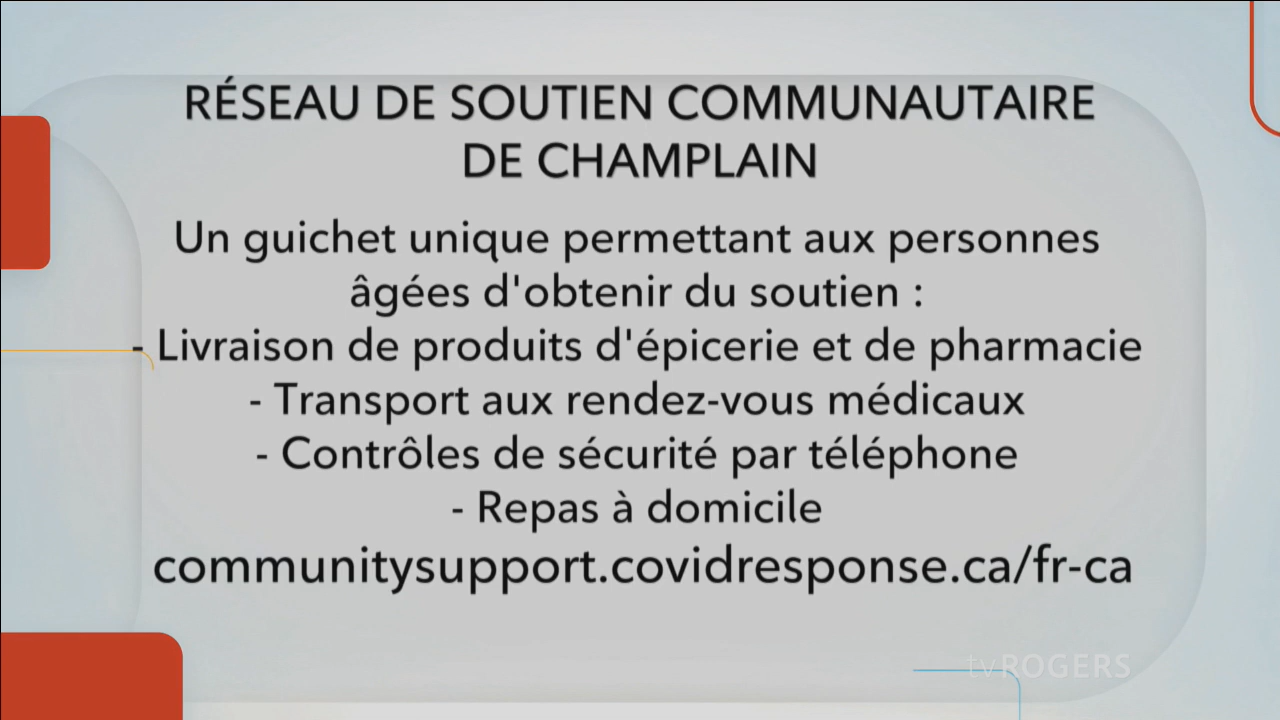 RÉSEAU DE SOUTIEN COMMUNAUTAIRE
DE CHAMPLAIN
Un guichet unique permettant aux personnes
âgées d'obtenir du soutien :
- Livraison de produits d'épicerie et de pharmacie
- Transport aux rendez-vous médicaux
- Contrôles de sécurité par téléphone
- Repas à domicile
communitysupport.covidresponse.ca/fr-ca
tvROGERS